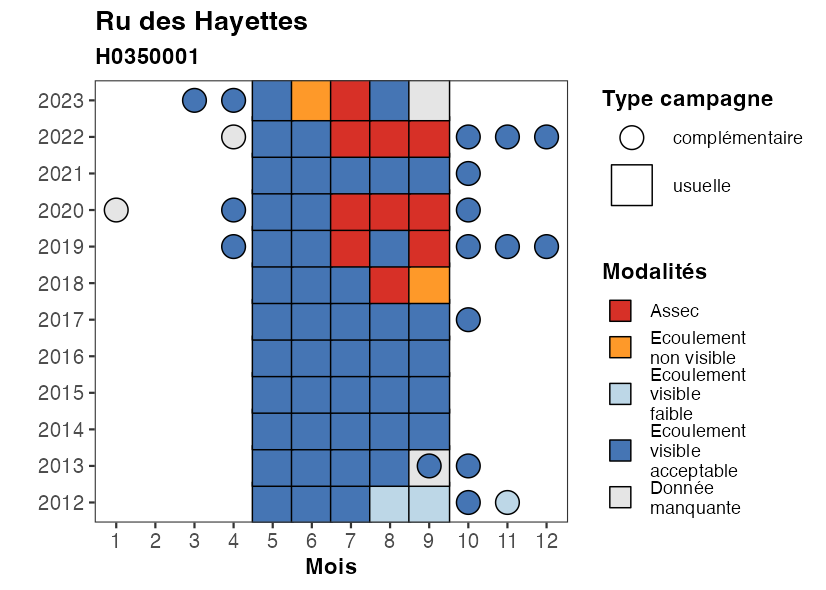 Ru des Hayettes
H0350001
2023
2022
2021
2020
2019
2018
2017
2016
2015
2014
2013
2012
1 2 3 4 5 6 7 8 9 10 11 12
Mois
Type campagne
complémentaire
usuelle
Modalités
Assec
Ecoulement
non visible
Ecoulement
visible
faible
Ecoulement
visible
acceptable
Donnée
manquante